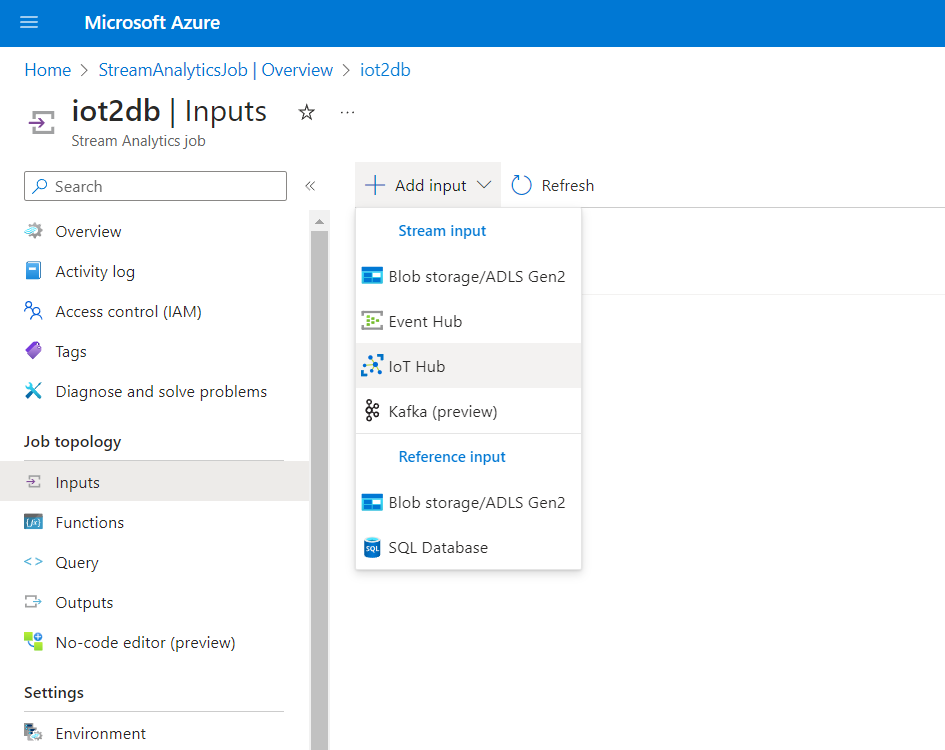 Microsoft Azure
Home > StreamAnalyticsJob | Overview > iot2db
iot2db | Inputs
Stream Analytics job
Search
Overview
Activity log
Access control (IAM)
Tags
Diagnose and solve problems
Job topology
Inputs
Functions
Query
Outputs
No-code editor (preview)
Settings
Environment
Add input
Refresh
Stream input
Blob storage/ADLS Gen2
Event Hub
IoT Hub
Kafka (preview)
Reference input
Blob storage/ADLS Gen2
SQL Database